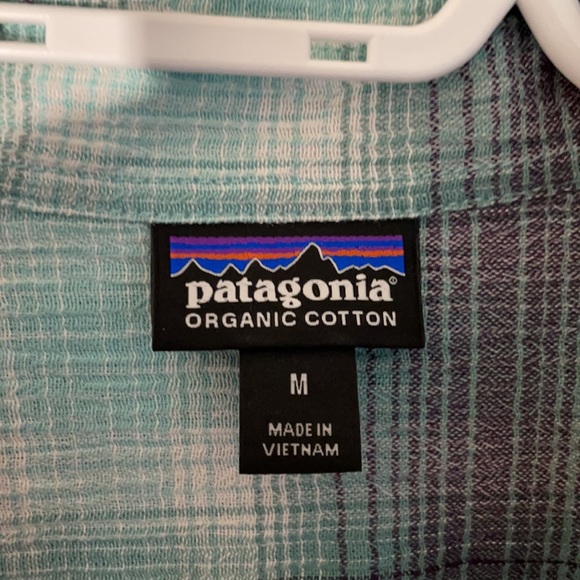 patagonia®
ORGANIC COTTON
M
MADE IN
VIETNAM